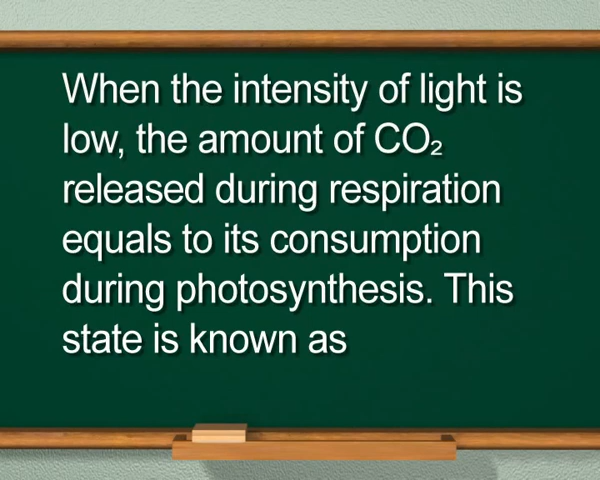 When the intensity of light is
low, the amount of CO₂
released during respiration
equals to its consumption
during photosynthesis. This
state is known as